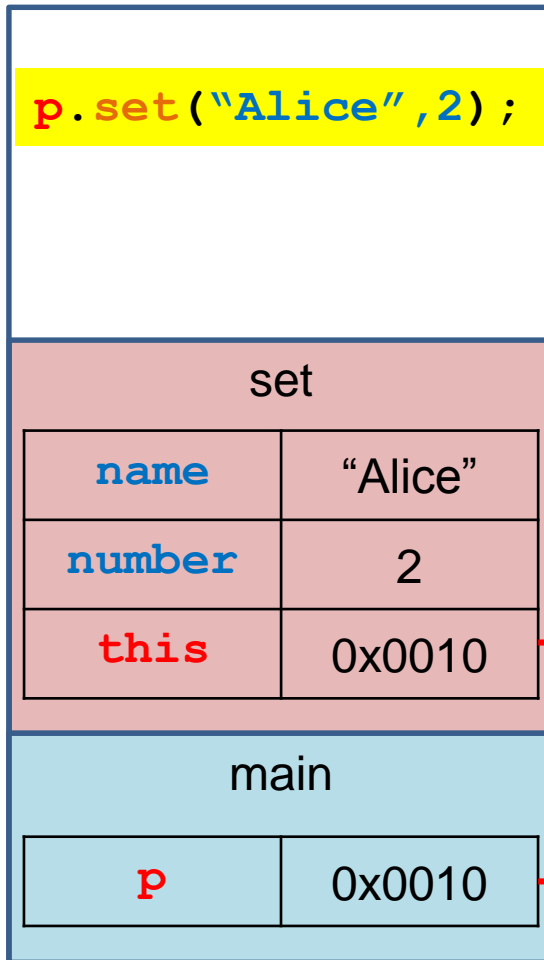 p.set(“Alice”,2);
set
name “Alice”
number 2
this 0x0010
main
p 0x0010